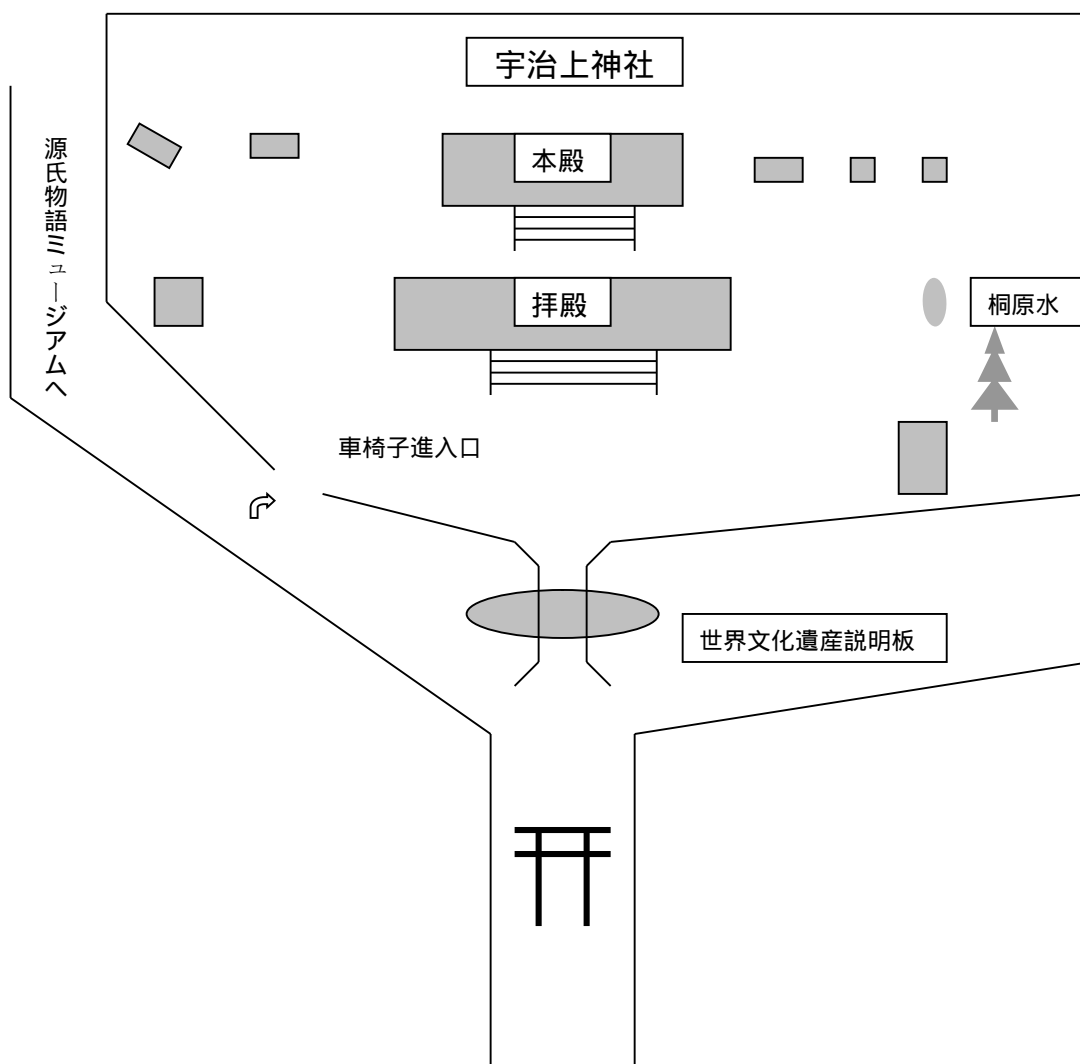 宇治上神社
源氏物語ミュージアムへ
本殿
拝殿
桐原水
車椅子進入口
世界文化遺産説明板